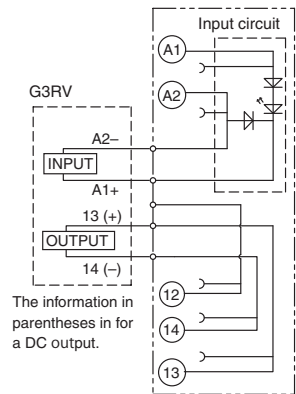 Input circuit
A1
A2
G3RV
A2–
INPUT
A1+
13 (+)
OUTPUT
14 (–)
12
14
13
The information in
parentheses in for
a DC output.